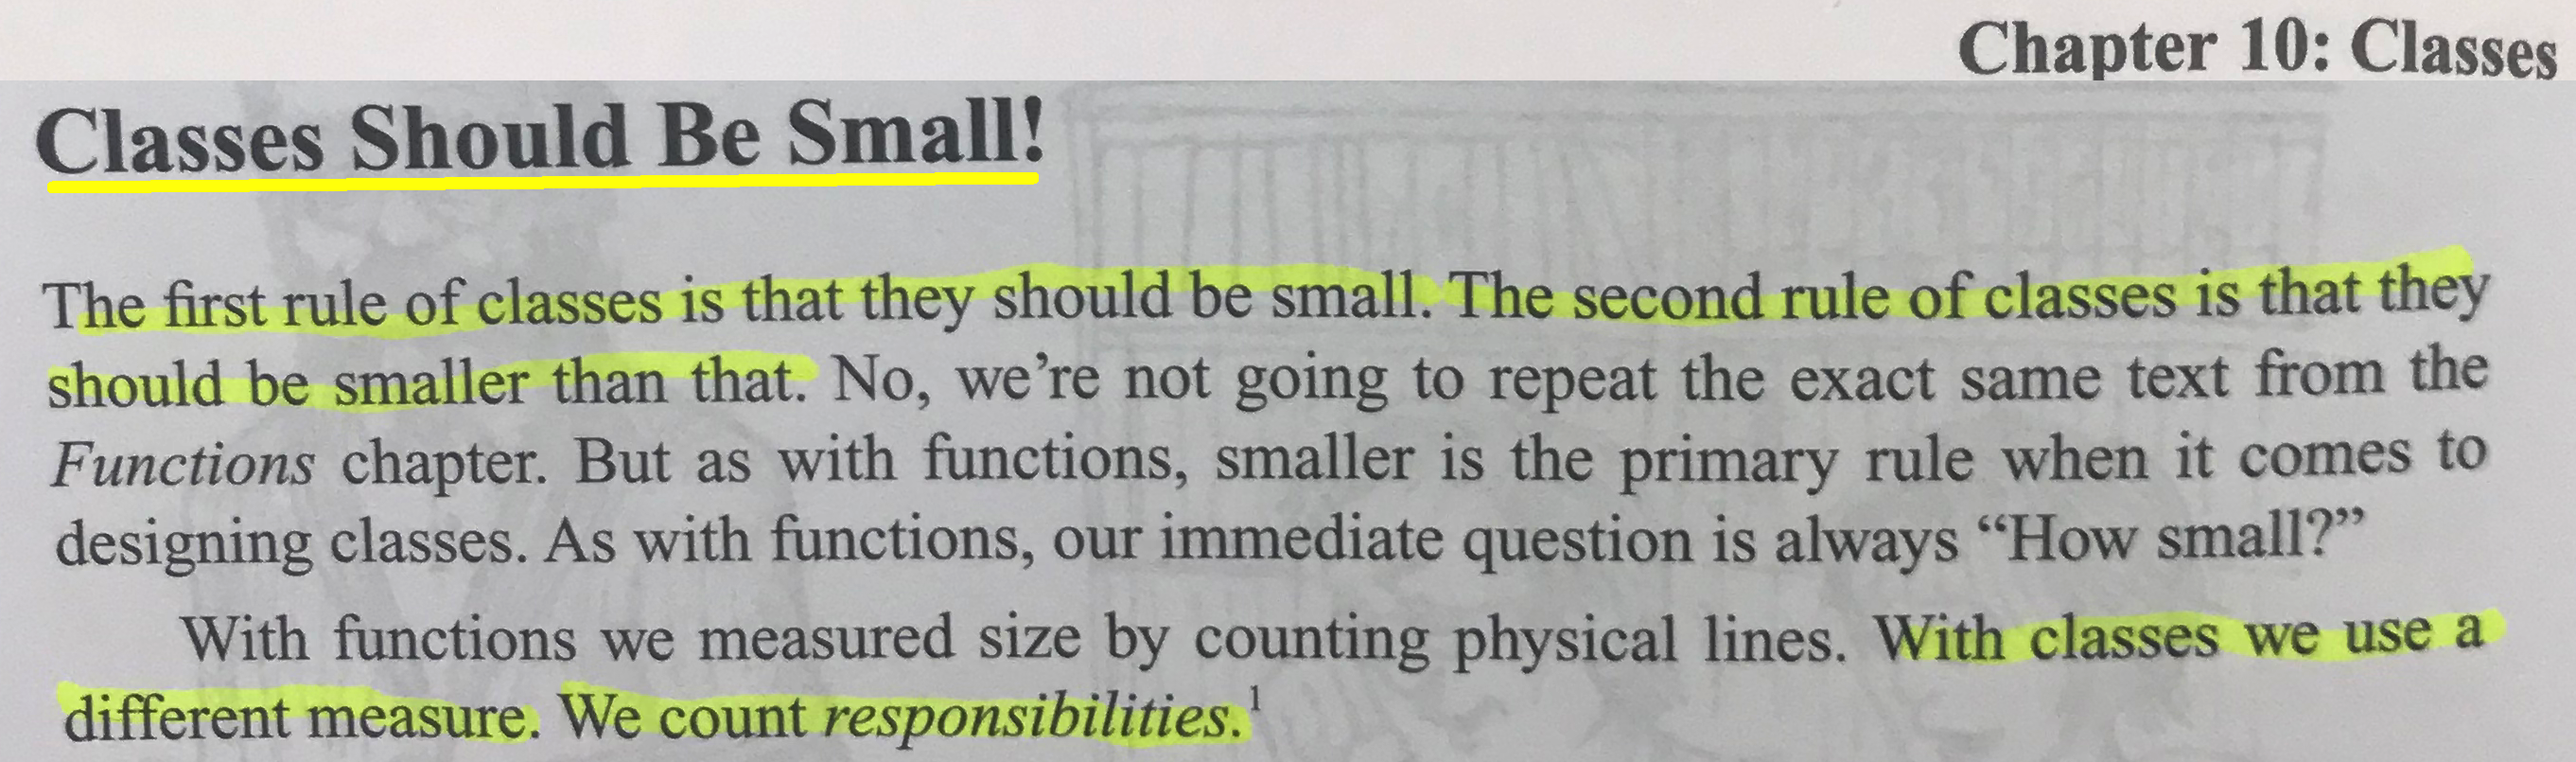 Chapter 10: Classes
Classes Should Be Small!
The first rule of classes is that they should be small. The second rule of classes is that they
should be smaller than that. No, we’re not going to repeat the exact same text from the
Functions chapter. But as with functions, smaller is the primary rule when it comes to
designing classes. As with functions, our immediate question is always “How small?”
With functions we measured size by counting physical lines. With classes we use a
different measure. We count responsibilities.1